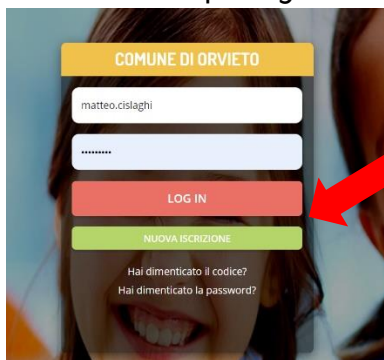 COMUNE DI ORVIETO
matteo.cislaghi
•••••••••
LOG IN
NUOVA ISCRIZIONE
Hai dimenticato il codice?
Hai dimenticato la password?